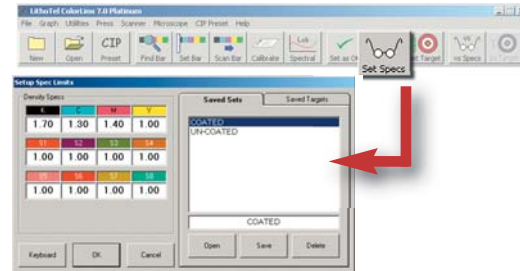 LithoTel ColorLine 7.0 Platinum
File Graph Utilities Press Scanner Microscope CIP Preset Help
CIP Lab VS
New Open Preset Find Bar Set Bar Scan Bar Calibrate Spectral Set as OK Set Specs Set Target vs Specs
Setup Spec Limits
Density Specs
K C M Y
1.70 1.30 1.40 1.00
S1 S2 S3 S4
1.00 1.00 1.00 1.00
S5 S6 S7 S8
1.00 1.00 1.00 1.00
Keyboard OK Cancel
Saved Sets Saved Targets
COATED
UN-COATED
COATED
Open Save Delete